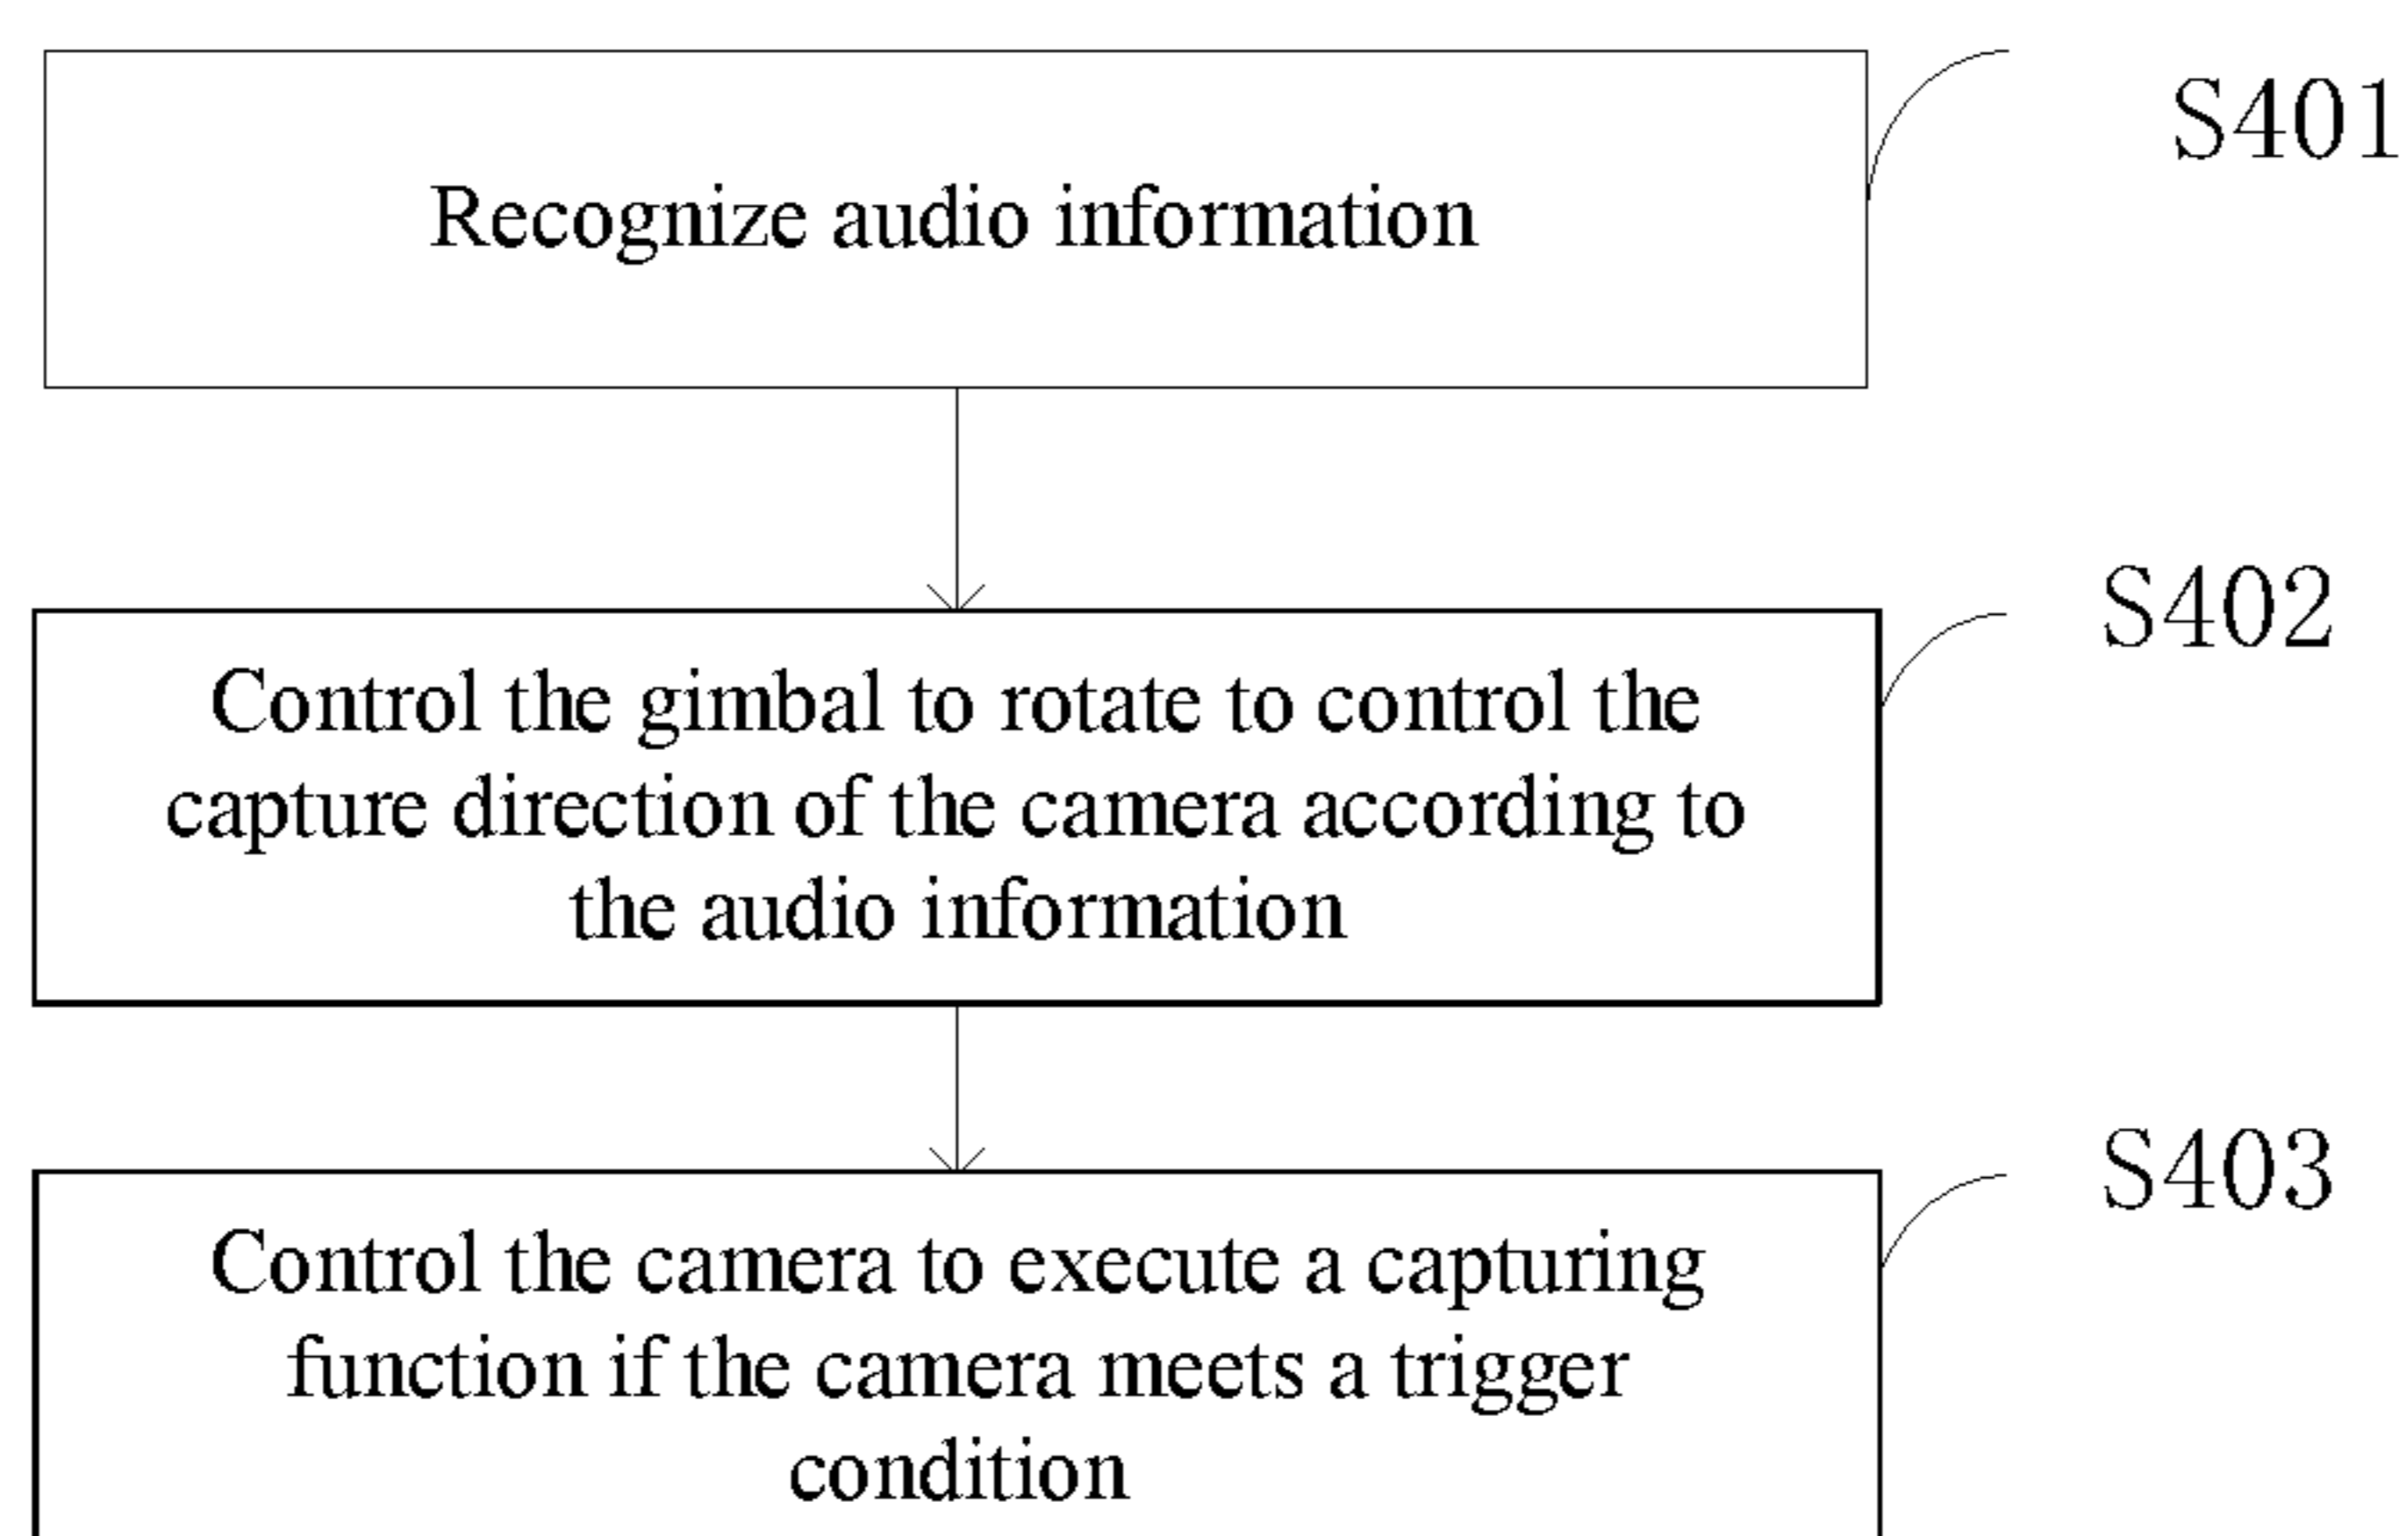 S401
Recognize audio information
S402
Control the gimbal to rotate to control the
capture direction of the camera according to
the audio information
S403
Control the camera to execute a capturing
function if the camera meets a trigger
condition